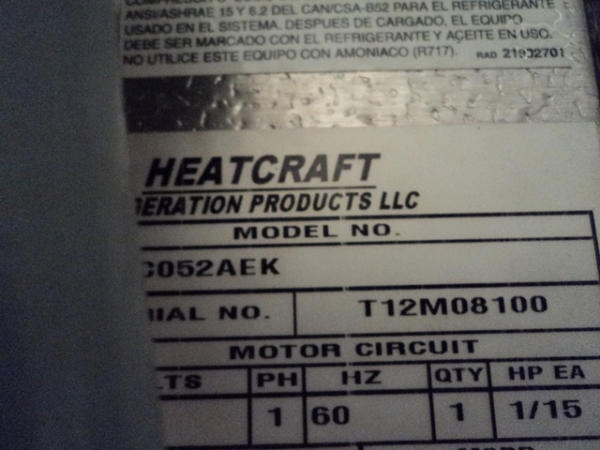 ANSI/ASHRAE 15 Y 6.2 DEL CAN/CSA-B52 PARA EL REFRIGERANTE
USADO EN EL SISTEMA. DESPUES DE CARGADO, EL EQUIPO
DEBE SER MARCADO CON EL REFRIGERANTE Y ACEITE EN USO.
NO UTILICE ESTE EQUIPO CON AMONIACO (R717). RAD 21902701
HEATCRAFT
ERATION PRODUCTS LLC
MODEL NO.
C052AEK
IAL NO. T12M08100
MOTOR CIRCUIT
LTS PH HZ QTY HP EA
1 60 1 1/15